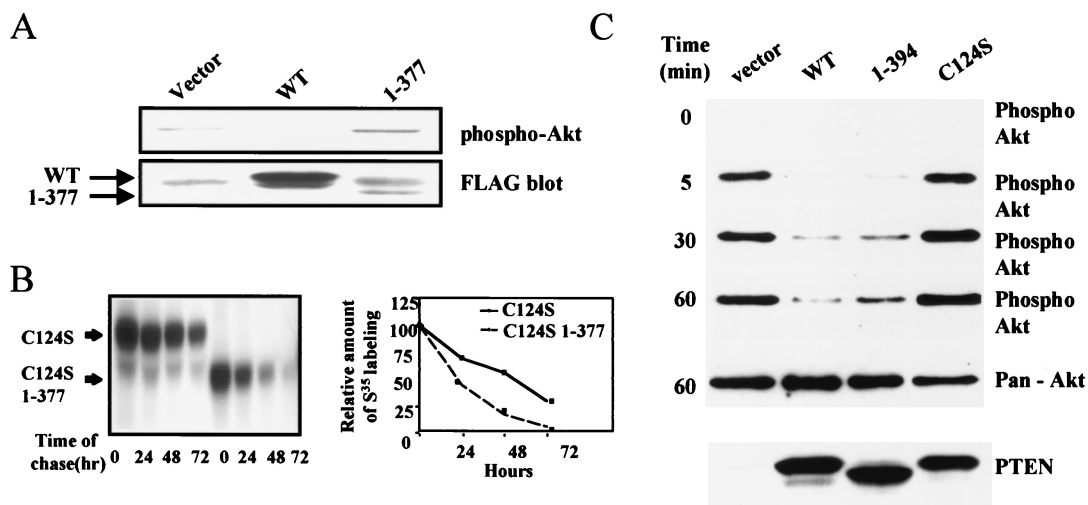 A
Vector WT 1-377
phospho-Akt
WT
1-377
FLAG blot
B
C124S
C124S
1-377
Time of
chase(hr) 0 24 48 72 0 24 48 72
Relative amount
of S³⁵ labeling
125
100
75
50
25
0
C124S
C124S 1-377
24 48 72
Hours
C
Time
(min)
vector WT 1-394 C124S
0
Phospho
Akt
5
Phospho
Akt
30
Phospho
Akt
60
Phospho
Akt
60
Pan - Akt
PTEN